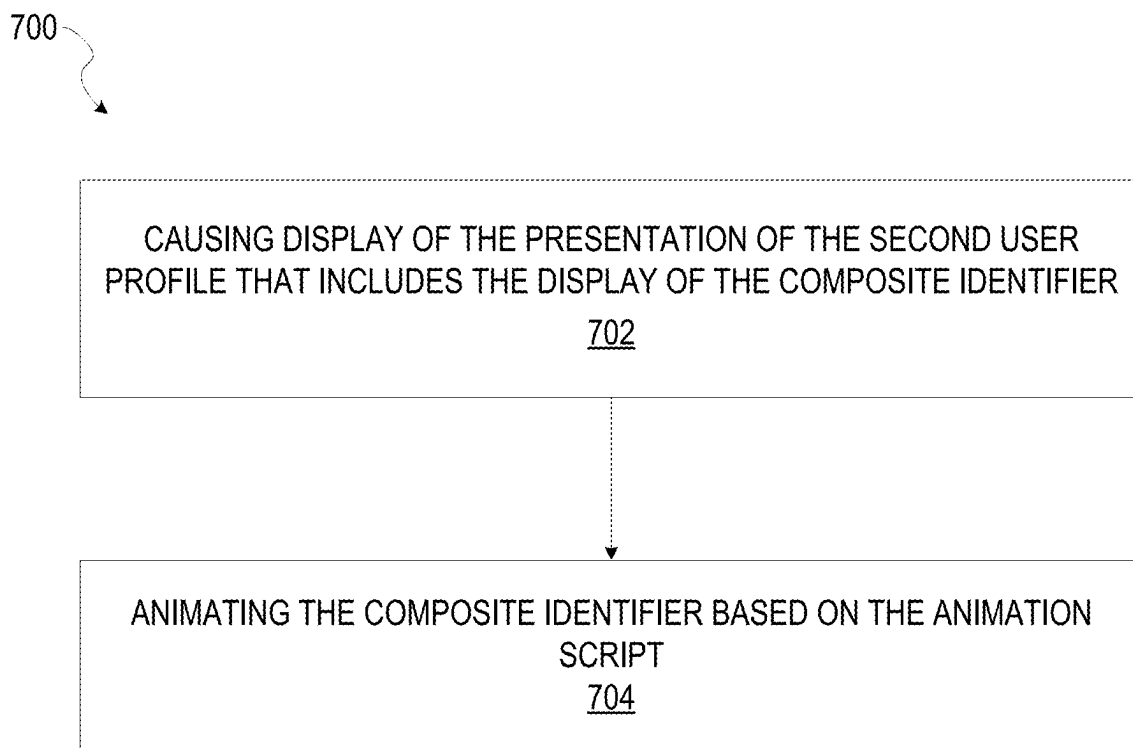 700
CAUSING DISPLAY OF THE PRESENTATION OF THE SECOND USER
PROFILE THAT INCLUDES THE DISPLAY OF THE COMPOSITE IDENTIFIER
702
ANIMATING THE COMPOSITE IDENTIFIER BASED ON THE ANIMATION
SCRIPT
704